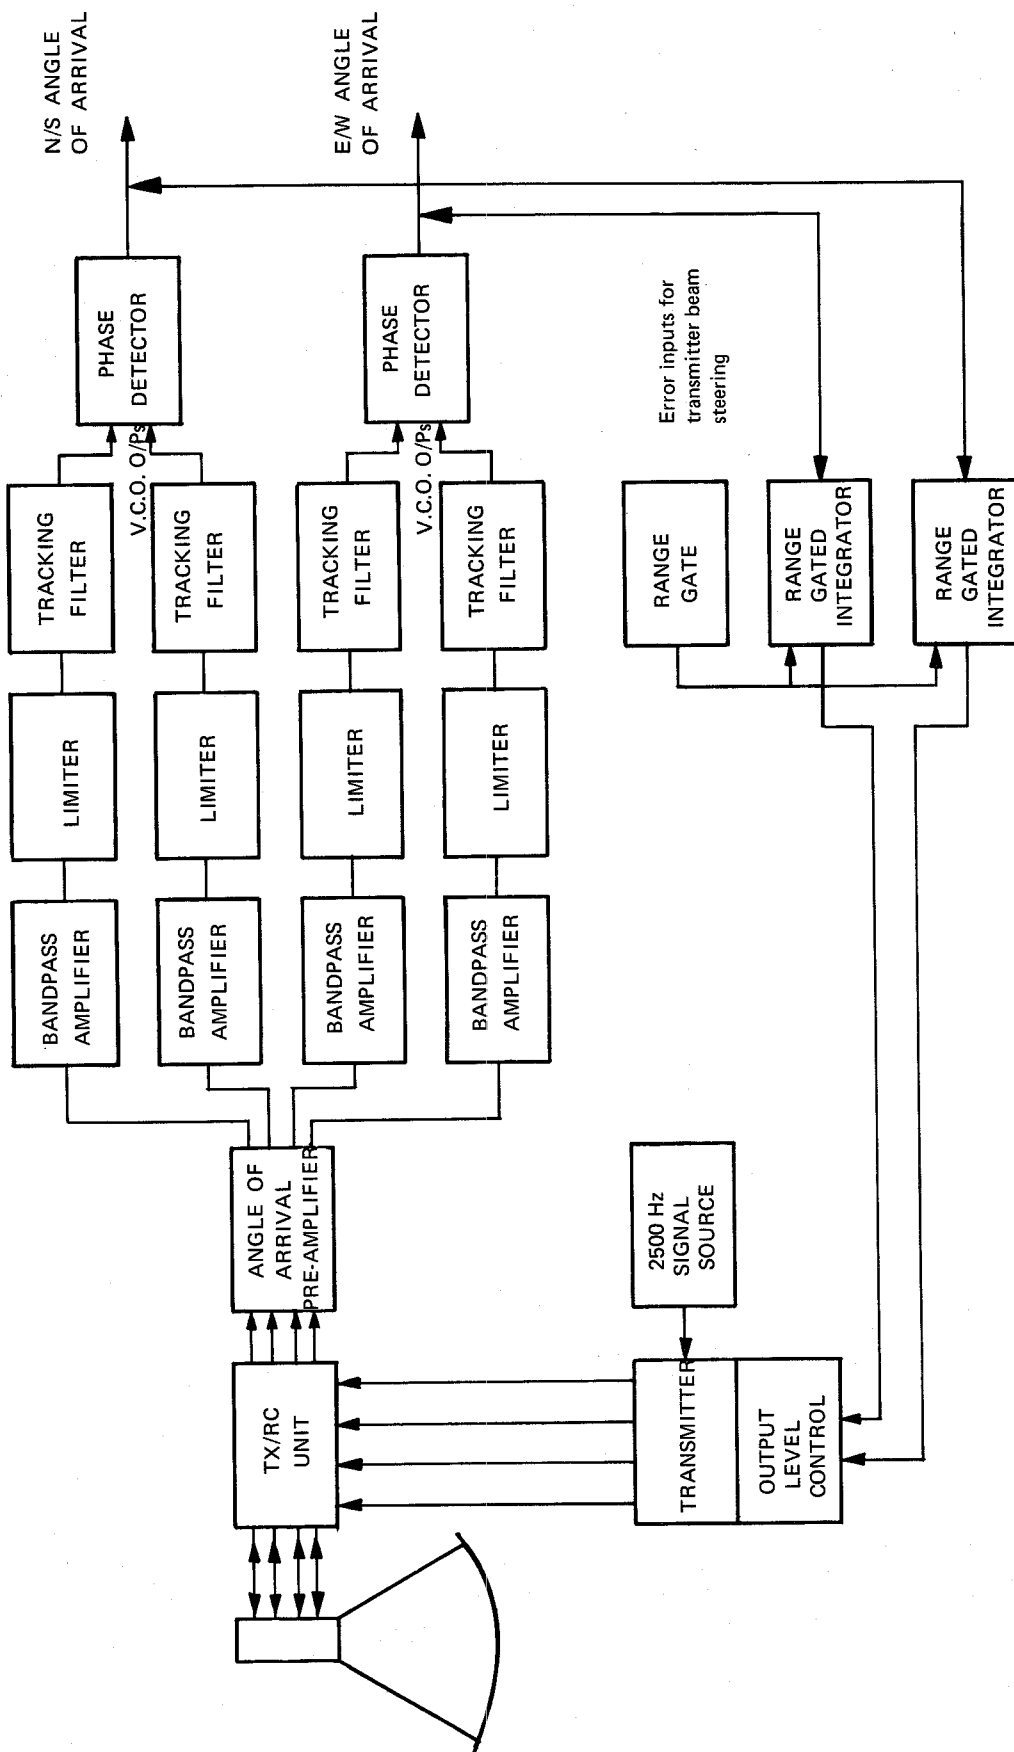 N/S ANGLE
OF ARRIVAL
E/W ANGLE
OF ARRIVAL
PHASE
DETECTOR
PHASE
DETECTOR
V.C.O. O/Ps
V.C.O. O/Ps
TRACKING
FILTER
TRACKING
FILTER
TRACKING
FILTER
TRACKING
FILTER
LIMITER
LIMITER
LIMITER
LIMITER
BANDPASS
AMPLIFIER
BANDPASS
AMPLIFIER
BANDPASS
AMPLIFIER
BANDPASS
AMPLIFIER
ANGLE OF
ARRIVAL
PRE-AMPLIFIER
TX/RC
UNIT
Error inputs for
transmitter beam
steering
RANGE
GATE
RANGE
GATED
INTEGRATOR
RANGE
GATED
INTEGRATOR
2500 Hz
SIGNAL
SOURCE
TRANSMITTER
OUTPUT
LEVEL
CONTROL